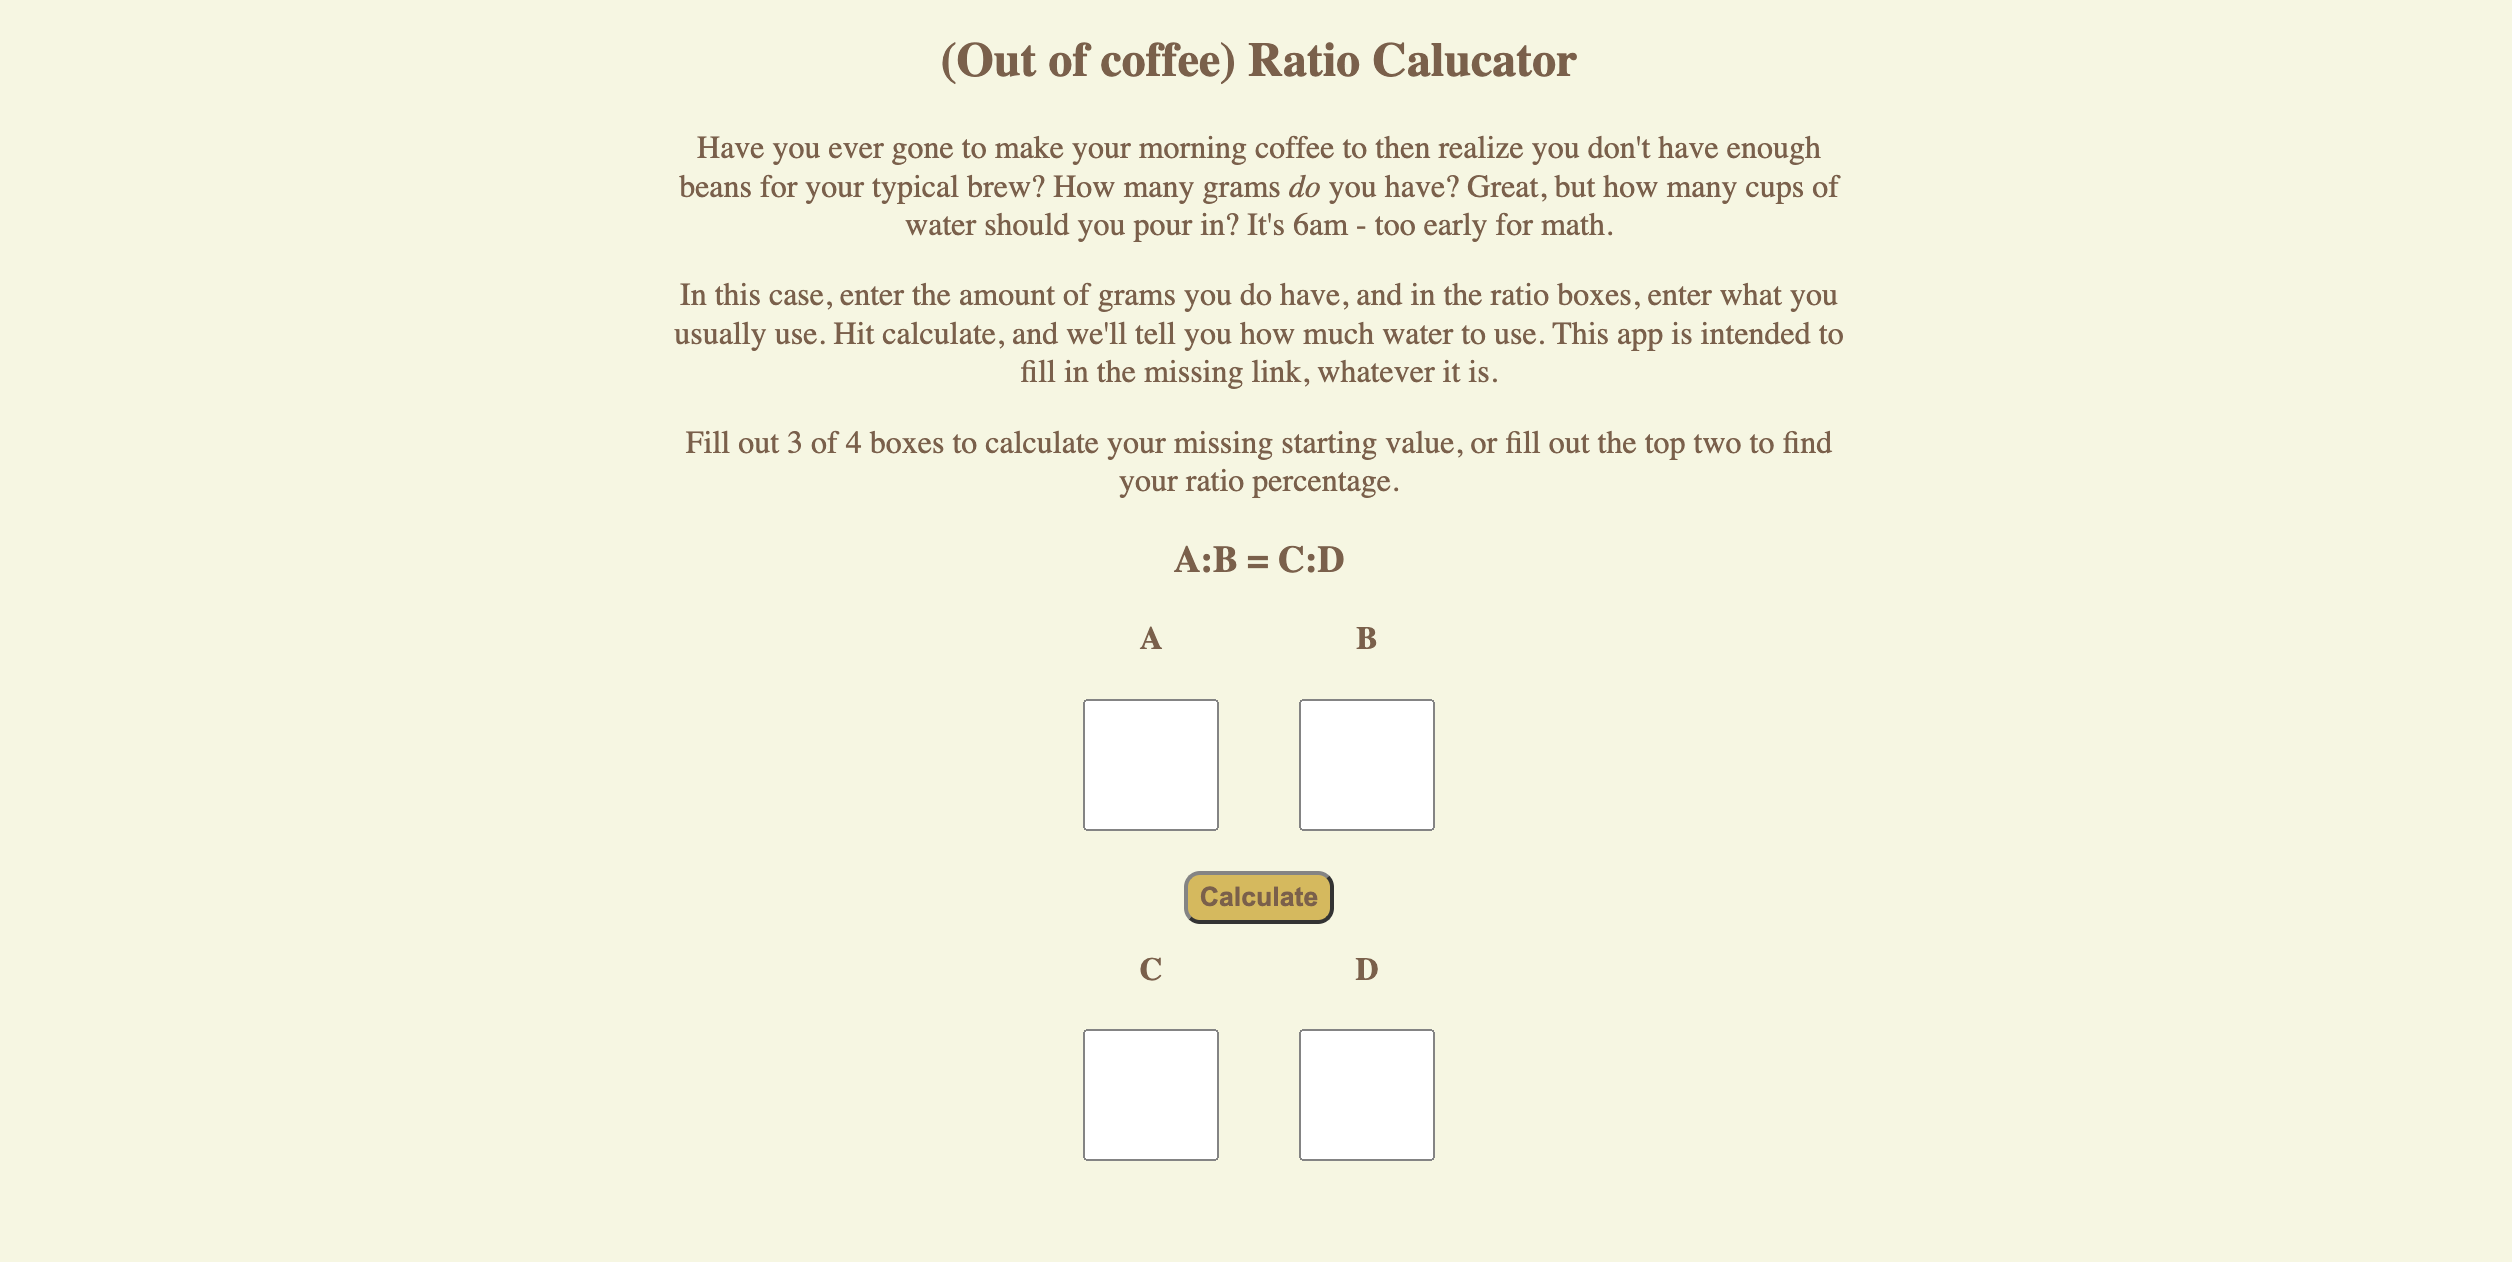 (Out of coffee) Ratio Calucator
Have you ever gone to make your morning coffee to then realize you don't have enough
beans for your typical brew? How many grams do you have? Great, but how many cups of
water should you pour in? It's 6am - too early for math.
In this case, enter the amount of grams you do have, and in the ratio boxes, enter what you
usually use. Hit calculate, and we'll tell you how much water to use. This app is intended to
fill in the missing link, whatever it is.
Fill out 3 of 4 boxes to calculate your missing starting value, or fill out the top two to find
your ratio percentage.
A:B = C:D
A B
Calculate
C D